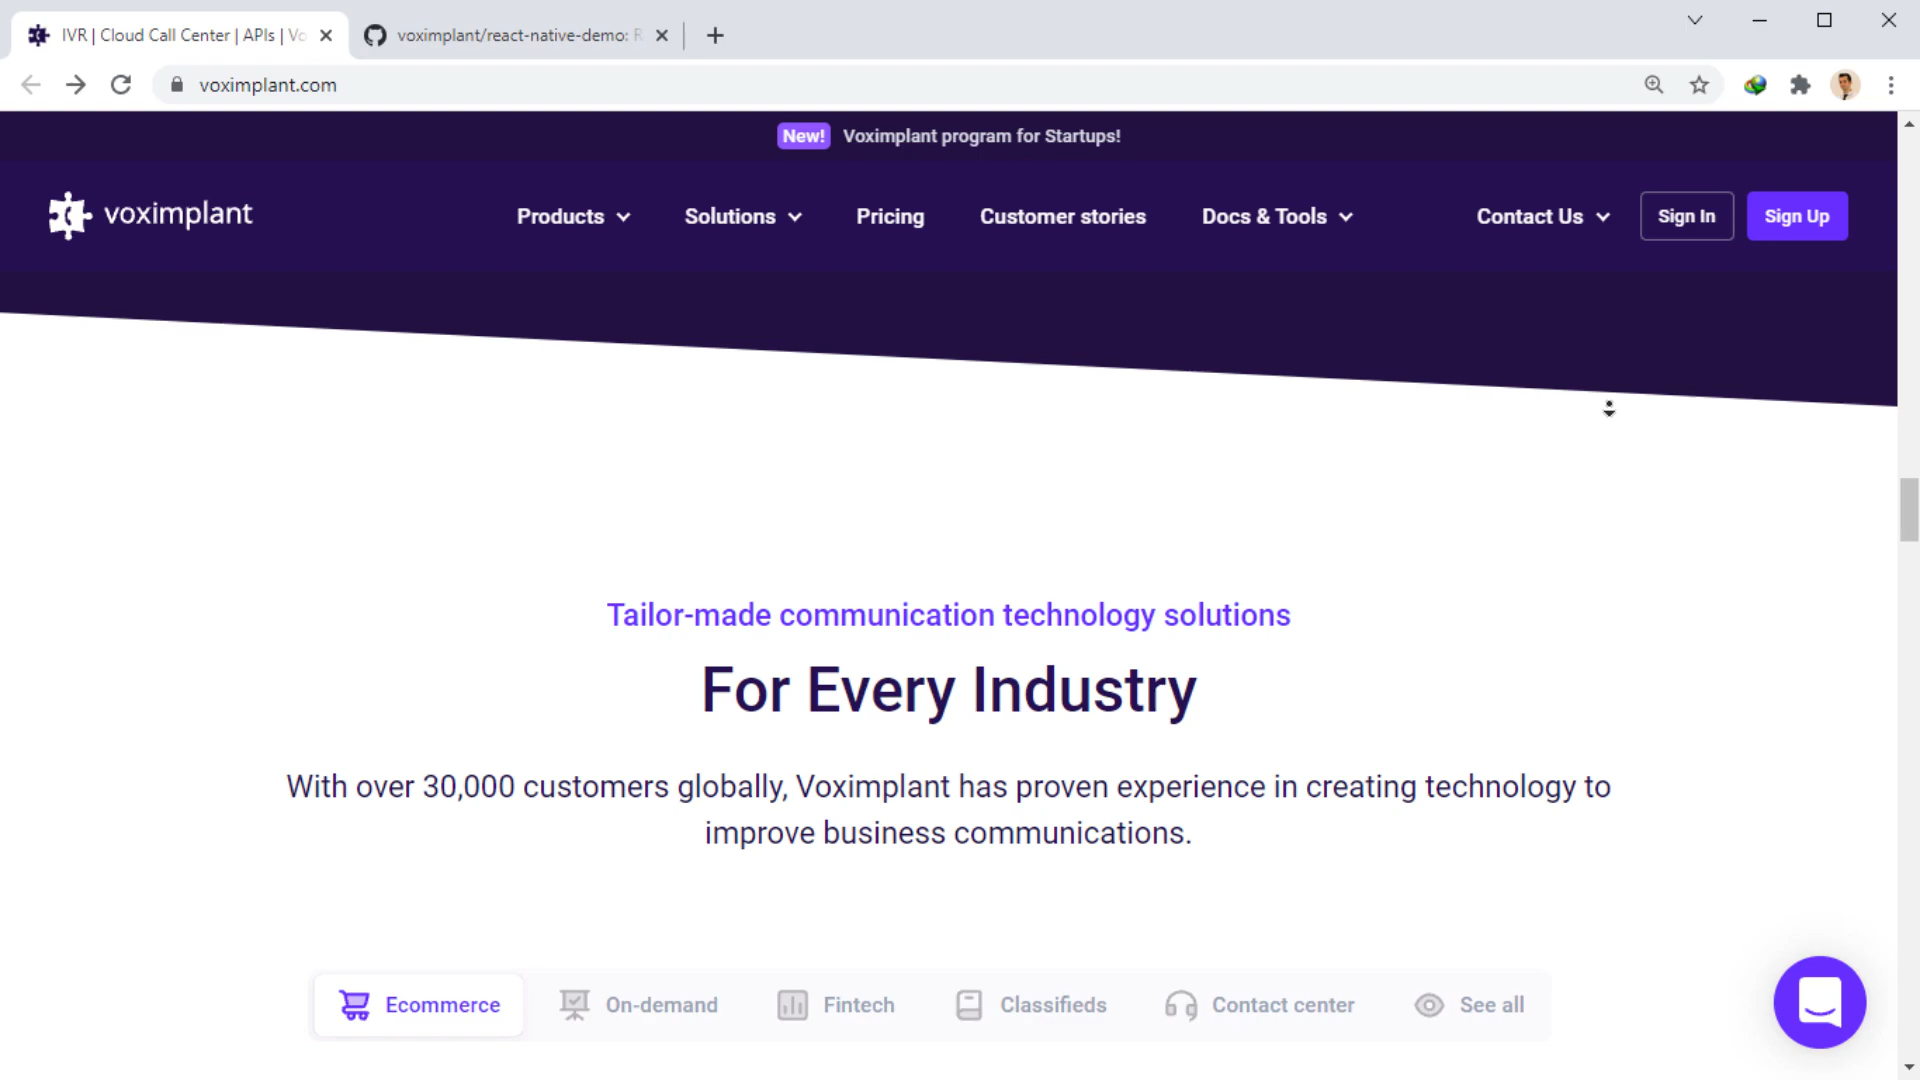 IVR | Cloud Call Center | APIs | Vo
voximplant/react-native-demo: R
voximplant.com
New! Voximplant program for Startups!
voximplant
Products
Solutions
Pricing
Customer stories
Docs & Tools
Contact Us
Sign In
Sign Up
Tailor-made communication technology solutions
For Every Industry
With over 30,000 customers globally, Voximplant has proven experience in creating technology to
improve business communications.
Ecommerce
On-demand
Fintech
Classifieds
Contact center
See all